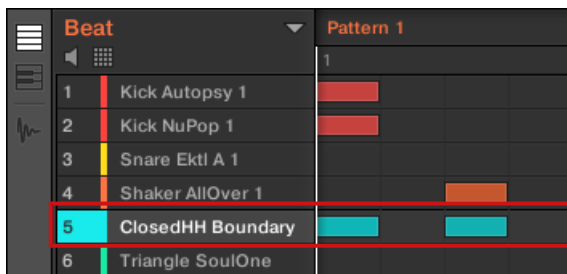 Beat Pattern 1
1
1 Kick Autopsy 1
2 Kick NuPop 1
3 Snare Ektl A 1
4 Shaker AllOver 1
5 ClosedHH Boundary
6 Triangle SoulOne